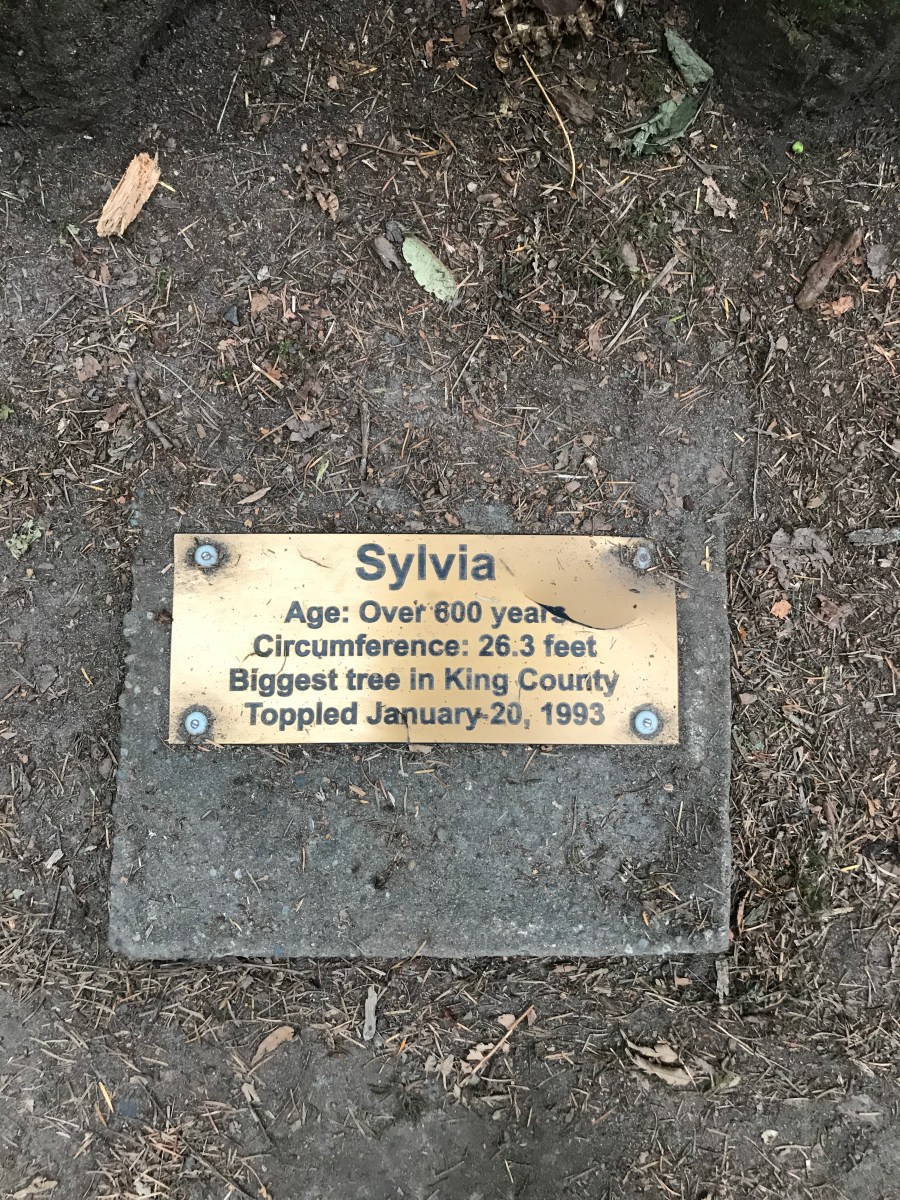 Sylvia
Age: Over 600 years
Circumference: 26.3 feet
Biggest tree in King County
Toppled January 20, 1993